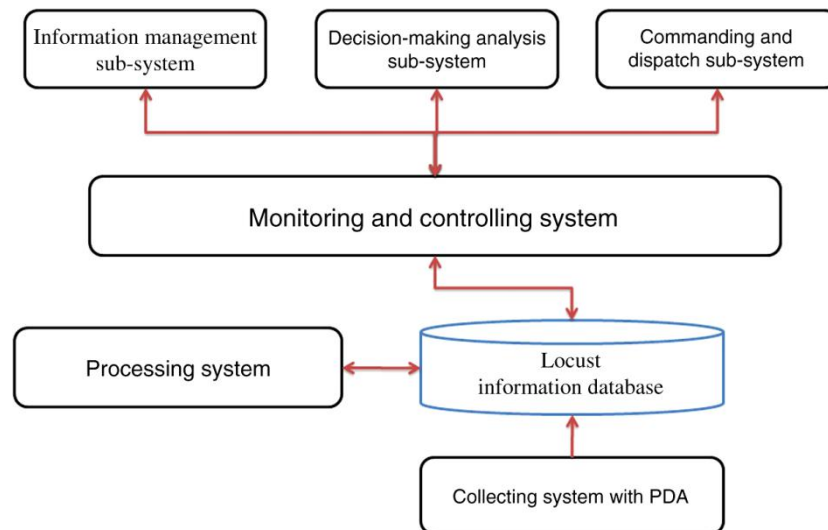 Information management
sub-system
Decision-making analysis
sub-system
Commanding and
dispatch sub-system
Monitoring and controlling system
Processing system
Locust
information database
Collecting system with PDA